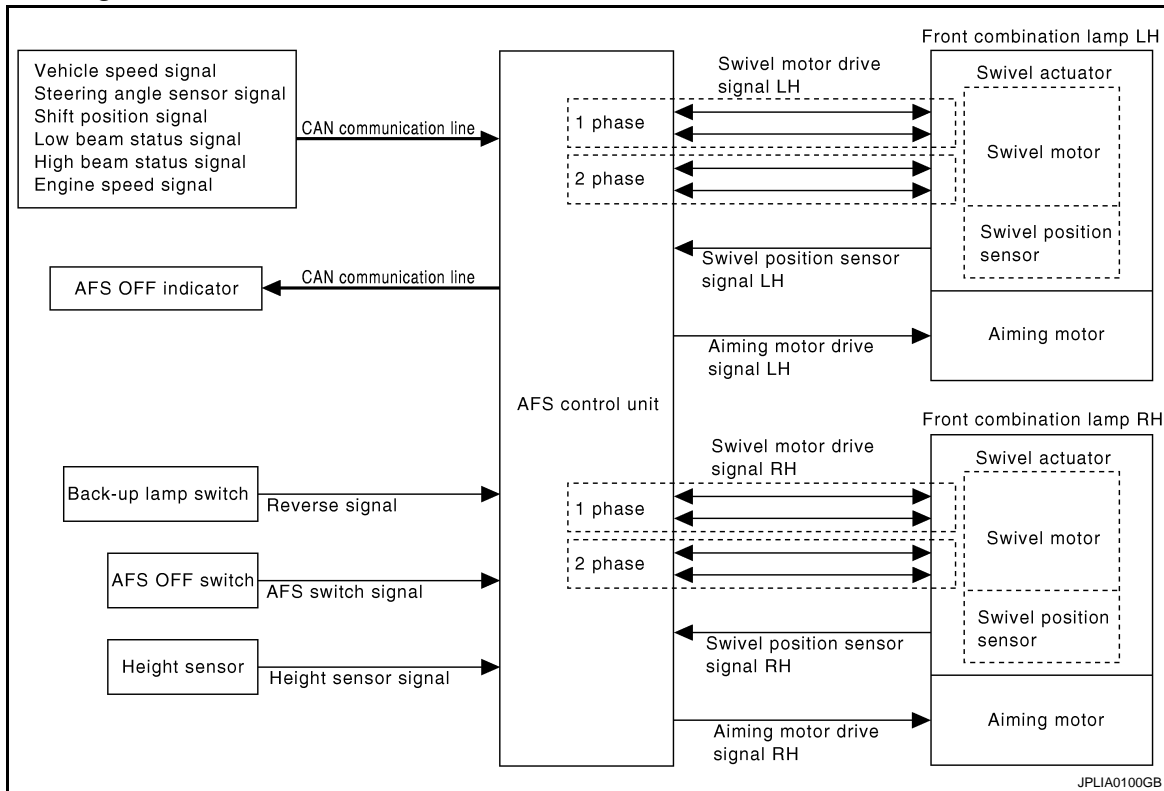 Vehicle speed signal
Steering angle sensor signal
Shift position signal
Low beam status signal
High beam status signal
Engine speed signal
CAN communication line
AFS OFF indicator
CAN communication line
Back-up lamp switch
Reverse signal
AFS OFF switch
AFS switch signal
Height sensor
Height sensor signal
AFS control unit
1 phase
2 phase
Swivel motor drive
signal LH
Swivel position sensor
signal LH
Aiming motor drive
signal LH
Front combination lamp LH
Swivel actuator
Swivel motor
Swivel position
sensor
Aiming motor
1 phase
2 phase
Swivel motor drive
signal RH
Swivel position sensor
signal RH
Aiming motor drive
signal RH
Front combination lamp RH
Swivel actuator
Swivel motor
Swivel position
sensor
Aiming motor
JPLIA0100GB